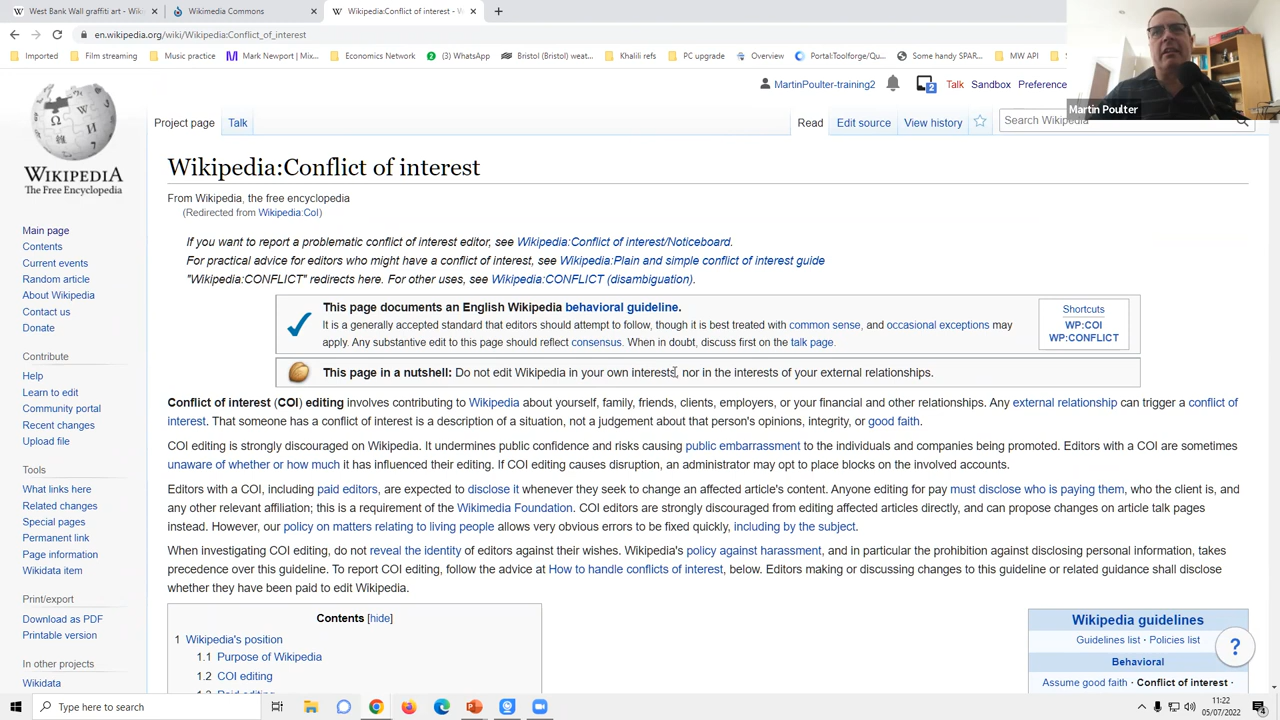 West Bank Wall graffiti art - Wiki
Wikimedia Commons
Wikipedia:Conflict of interest - W
en.wikipedia.org/wiki/Wikipedia:Conflict_of_interest
Imported
Film streaming
Music practice
Mark Newport | Mix...
Economics Network
(3) WhatsApp
Bristol (Bristol) weat...
Khalili refs
PC upgrade
Overview
Portal:Toolforge/Qu...
Some handy SPAR...
MW API
Martin Poulter
MartinPoulter-training2
2
Talk
Sandbox
Preference
Project page
Talk
Read
Edit source
View history
Search Wikipedia
WIKIPEDIA
The Free Encyclopedia
Main page
Contents
Current events
Random article
About Wikipedia
Contact us
Donate
Contribute
Help
Learn to edit
Community portal
Recent changes
Upload file
Tools
What links here
Related changes
Special pages
Permanent link
Page information
Wikidata item
Print/export
Download as PDF
Printable version
In other projects
Wikidata
Wikipedia:Conflict of interest
From Wikipedia, the free encyclopedia
(Redirected from Wikipedia:CoI)
If you want to report a problematic conflict of interest editor, see Wikipedia:Conflict of interest/Noticeboard.
For practical advice for editors who might have a conflict of interest, see Wikipedia:Plain and simple conflict of interest guide
"Wikipedia:CONFLICT" redirects here. For other uses, see Wikipedia:CONFLICT (disambiguation).
This page documents an English Wikipedia behavioral guideline.
It is a generally accepted standard that editors should attempt to follow, though it is best treated with common sense, and occasional exceptions may
apply. Any substantive edit to this page should reflect consensus. When in doubt, discuss first on the talk page.
Shortcuts
WP:COI
WP:CONFLICT
This page in a nutshell: Do not edit Wikipedia in your own interests, nor in the interests of your external relationships.
Conflict of interest (COI) editing involves contributing to Wikipedia about yourself, family, friends, clients, employers, or your financial and other relationships. Any external relationship can trigger a conflict of
interest. That someone has a conflict of interest is a description of a situation, not a judgement about that person's opinions, integrity, or good faith.
COI editing is strongly discouraged on Wikipedia. It undermines public confidence and risks causing public embarrassment to the individuals and companies being promoted. Editors with a COI are sometimes
unaware of whether or how much it has influenced their editing. If COI editing causes disruption, an administrator may opt to place blocks on the involved accounts.
Editors with a COI, including paid editors, are expected to disclose it whenever they seek to change an affected article's content. Anyone editing for pay must disclose who is paying them, who the client is, and
any other relevant affiliation; this is a requirement of the Wikimedia Foundation. COI editors are strongly discouraged from editing affected articles directly, and can propose changes on article talk pages
instead. However, our policy on matters relating to living people allows very obvious errors to be fixed quickly, including by the subject.
When investigating COI editing, do not reveal the identity of editors against their wishes. Wikipedia's policy against harassment, and in particular the prohibition against disclosing personal information, takes
precedence over this guideline. To report COI editing, follow the advice at How to handle conflicts of interest, below. Editors making or discussing changes to this guideline or related guidance shall disclose
whether they have been paid to edit Wikipedia.
Contents [hide]
1 Wikipedia's position
1.1 Purpose of Wikipedia
1.2 COI editing
1.3 Paid editing
Wikipedia guidelines
Guidelines list · Policies list
Behavioral
Assume good faith · Conflict of interest ·
?
Type here to search
11:22
05/07/2022
4